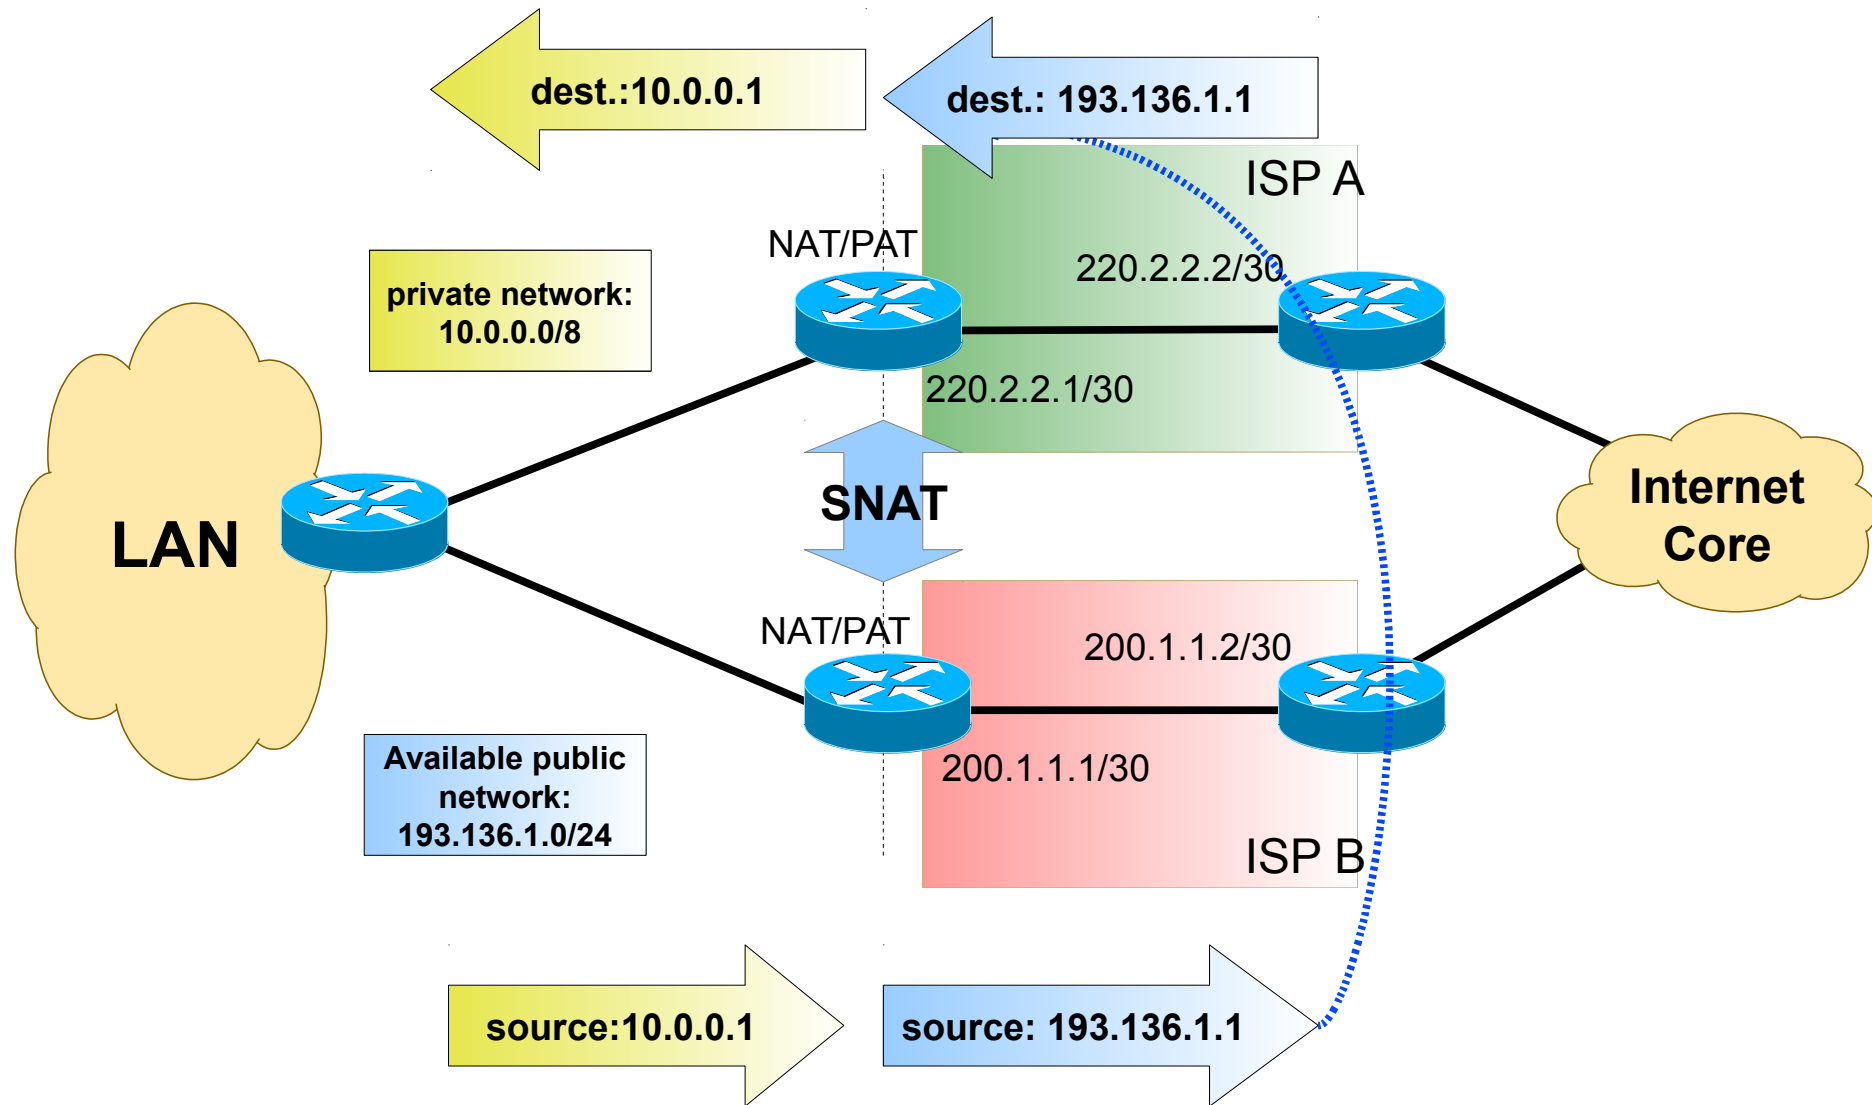 dest.:10.0.0.1
dest.: 193.136.1.1
ISP A
NAT/PAT
220.2.2.2/30
private network:
10.0.0.0/8
220.2.2.1/30
LAN
SNAT
Internet
Core
NAT/PAT
200.1.1.2/30
Available public
network:
193.136.1.0/24
200.1.1.1/30
ISP B
source:10.0.0.1
source: 193.136.1.1